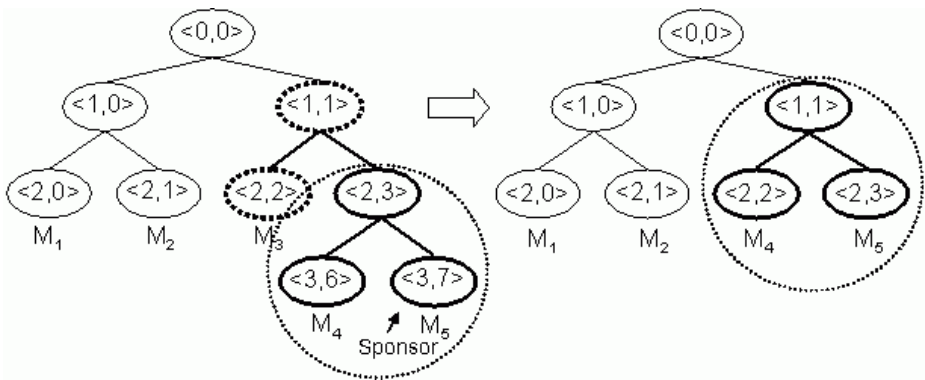 <0,0> <0,0>
<1,0> <1,1> <1,0> <1,1>
<2,0> <2,1> <2,2> <2,3> <2,0> <2,1> <2,2> <2,3>
M1 M2 M3 M1 M2 M4 M5
<3,6> <3,7>
M4 M5
Sponsor